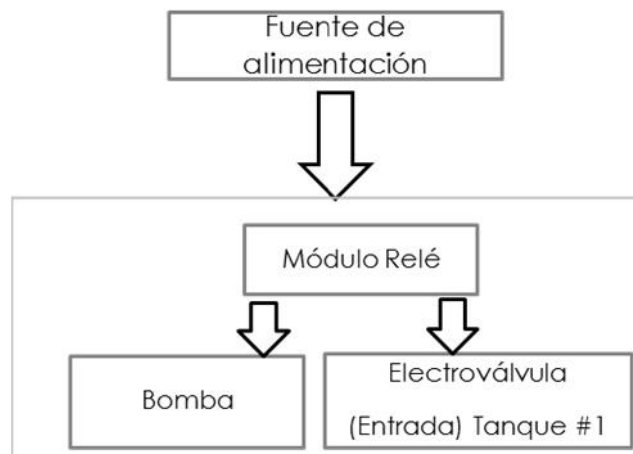 Fuente de
alimentación
Módulo Relé
Bomba
Electroválvula
(Entrada) Tanque #1